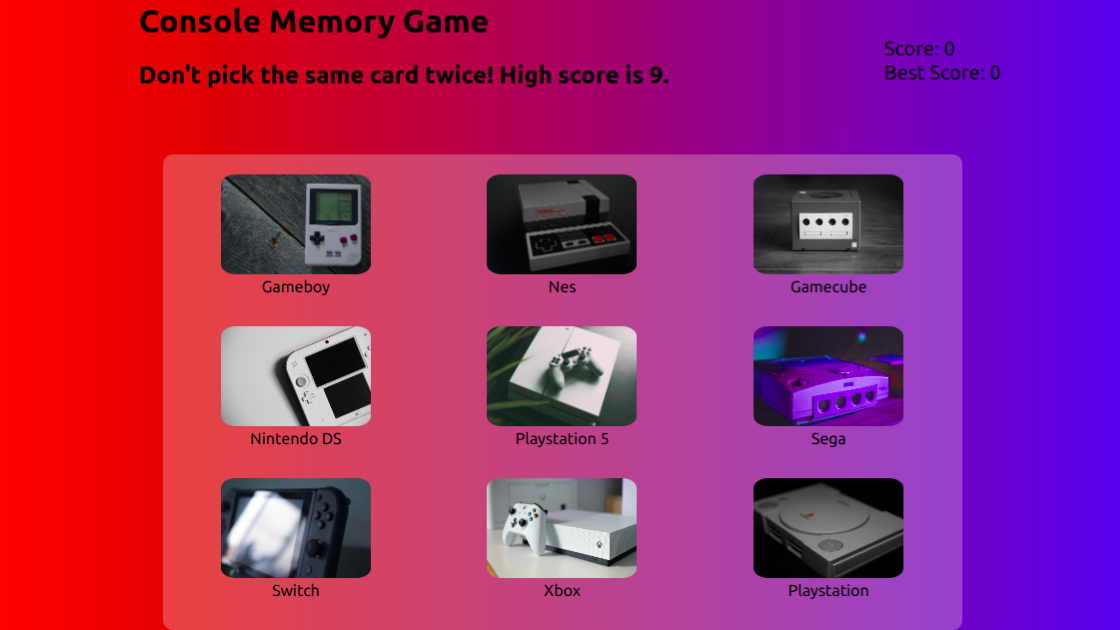 Console Memory Game
Don't pick the same card twice! High score is 9.
Score: 0
Best Score: 0
Gameboy
Nes
Gamecube
Nintendo DS
Playstation 5
Sega
Switch
Xbox
Playstation